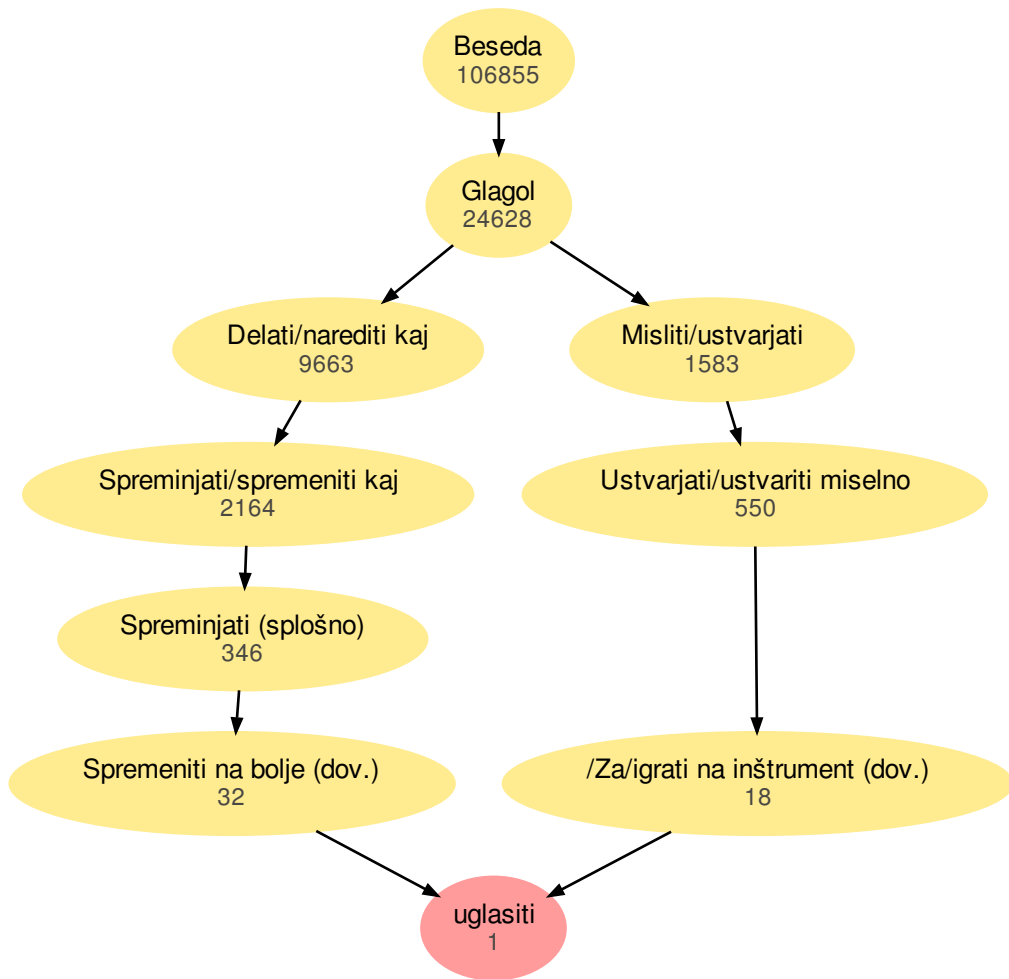 Beseda
106855
Glagol
24628
Delati/narediti kaj
9663
Misliti/ustvarjati
1583
Spreminjati/spremeniti kaj
2164
Ustvarjati/ustvariti miselno
550
Spreminjati (splošno)
346
Spremeniti na bolje (dov.)
32
/Za/igrati na inštrument (dov.)
18
uglasiti
1